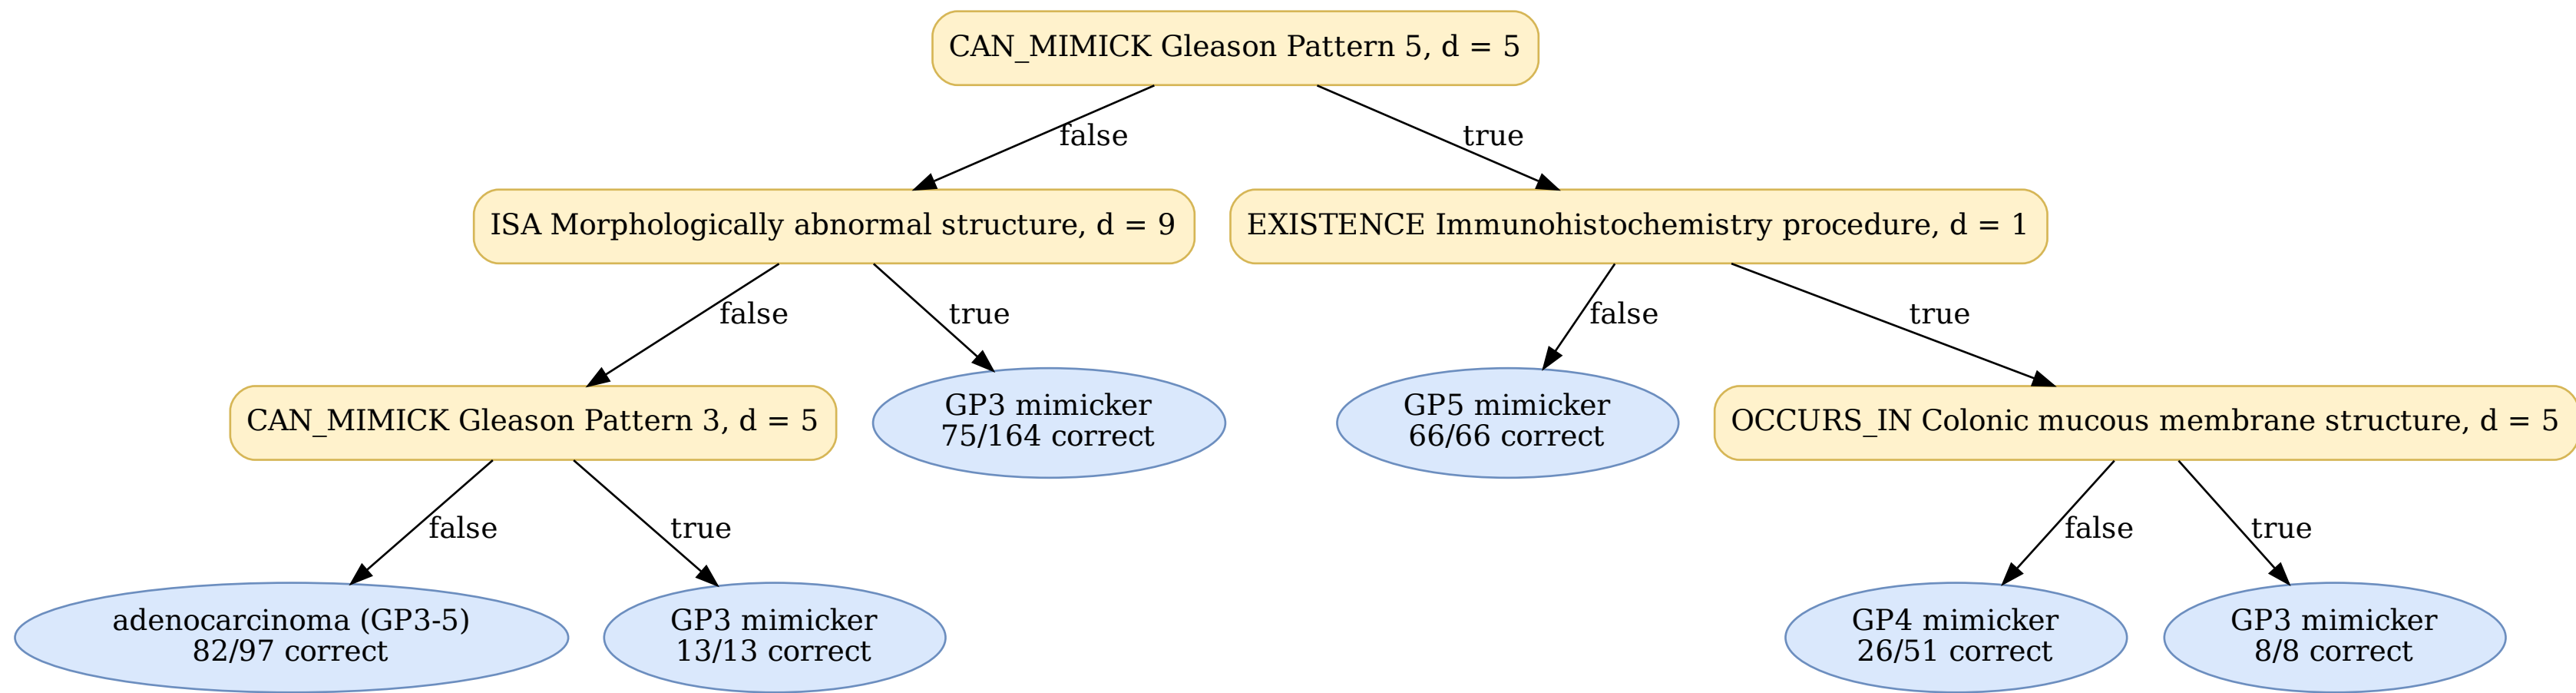 CAN_MIMICK Gleason Pattern 5, d = 5
false
true
ISA Morphologically abnormal structure, d = 9
EXISTENCE Immunohistochemistry procedure, d = 1
false
true
false
true
CAN_MIMICK Gleason Pattern 3, d = 5
GP3 mimicker
75/164 correct
GP5 mimicker
66/66 correct
OCCURS_IN Colonic mucous membrane structure, d = 5
false
true
false
true
adenocarcinoma (GP3-5)
82/97 correct
GP3 mimicker
13/13 correct
GP4 mimicker
26/51 correct
GP3 mimicker
8/8 correct